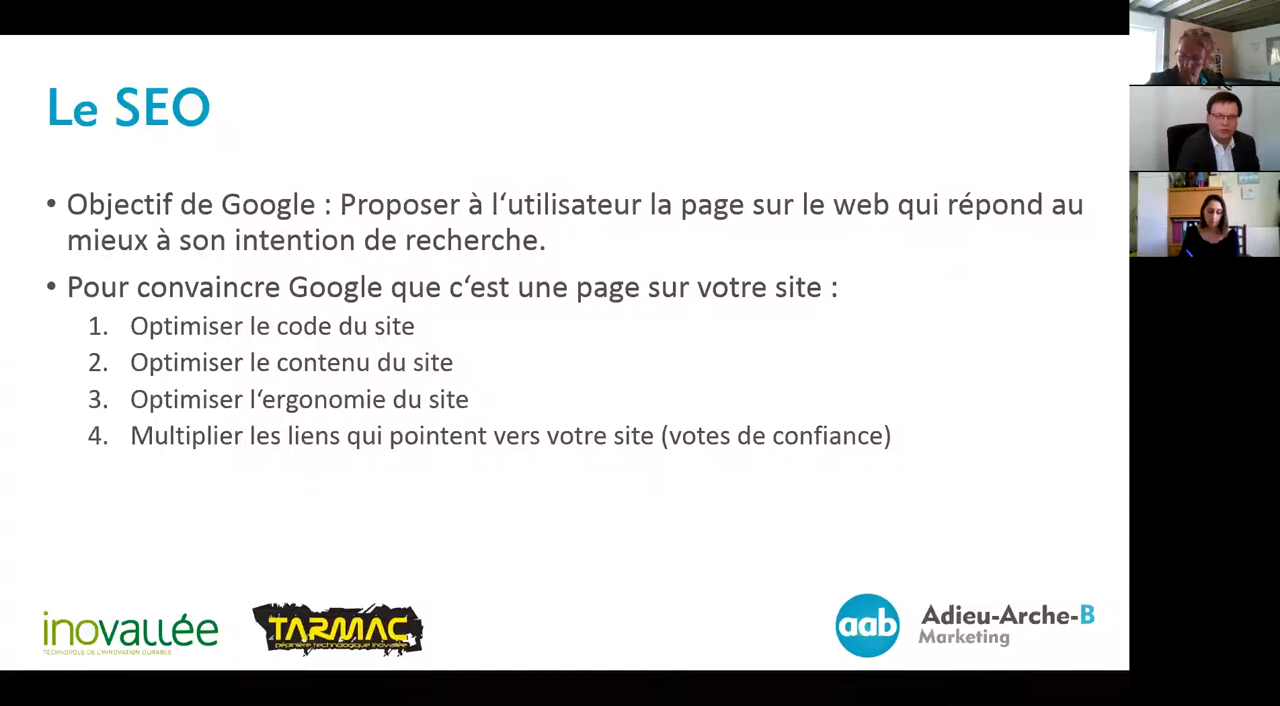 Le SEO
• Objectif de Google : Proposer à l‘utilisateur la page sur le web qui répond au
mieux à son intention de recherche.
• Pour convaincre Google que c‘est une page sur votre site :
1. Optimiser le code du site
2. Optimiser le contenu du site
3. Optimiser l‘ergonomie du site
4. Multiplier les liens qui pointent vers votre site (votes de confiance)
inovallée
TECHNOPOLE DE L'INNOVATION DURABLE
TARMAC
pépinière technologique inovallée
aab
Adieu-Arche-B
Marketing